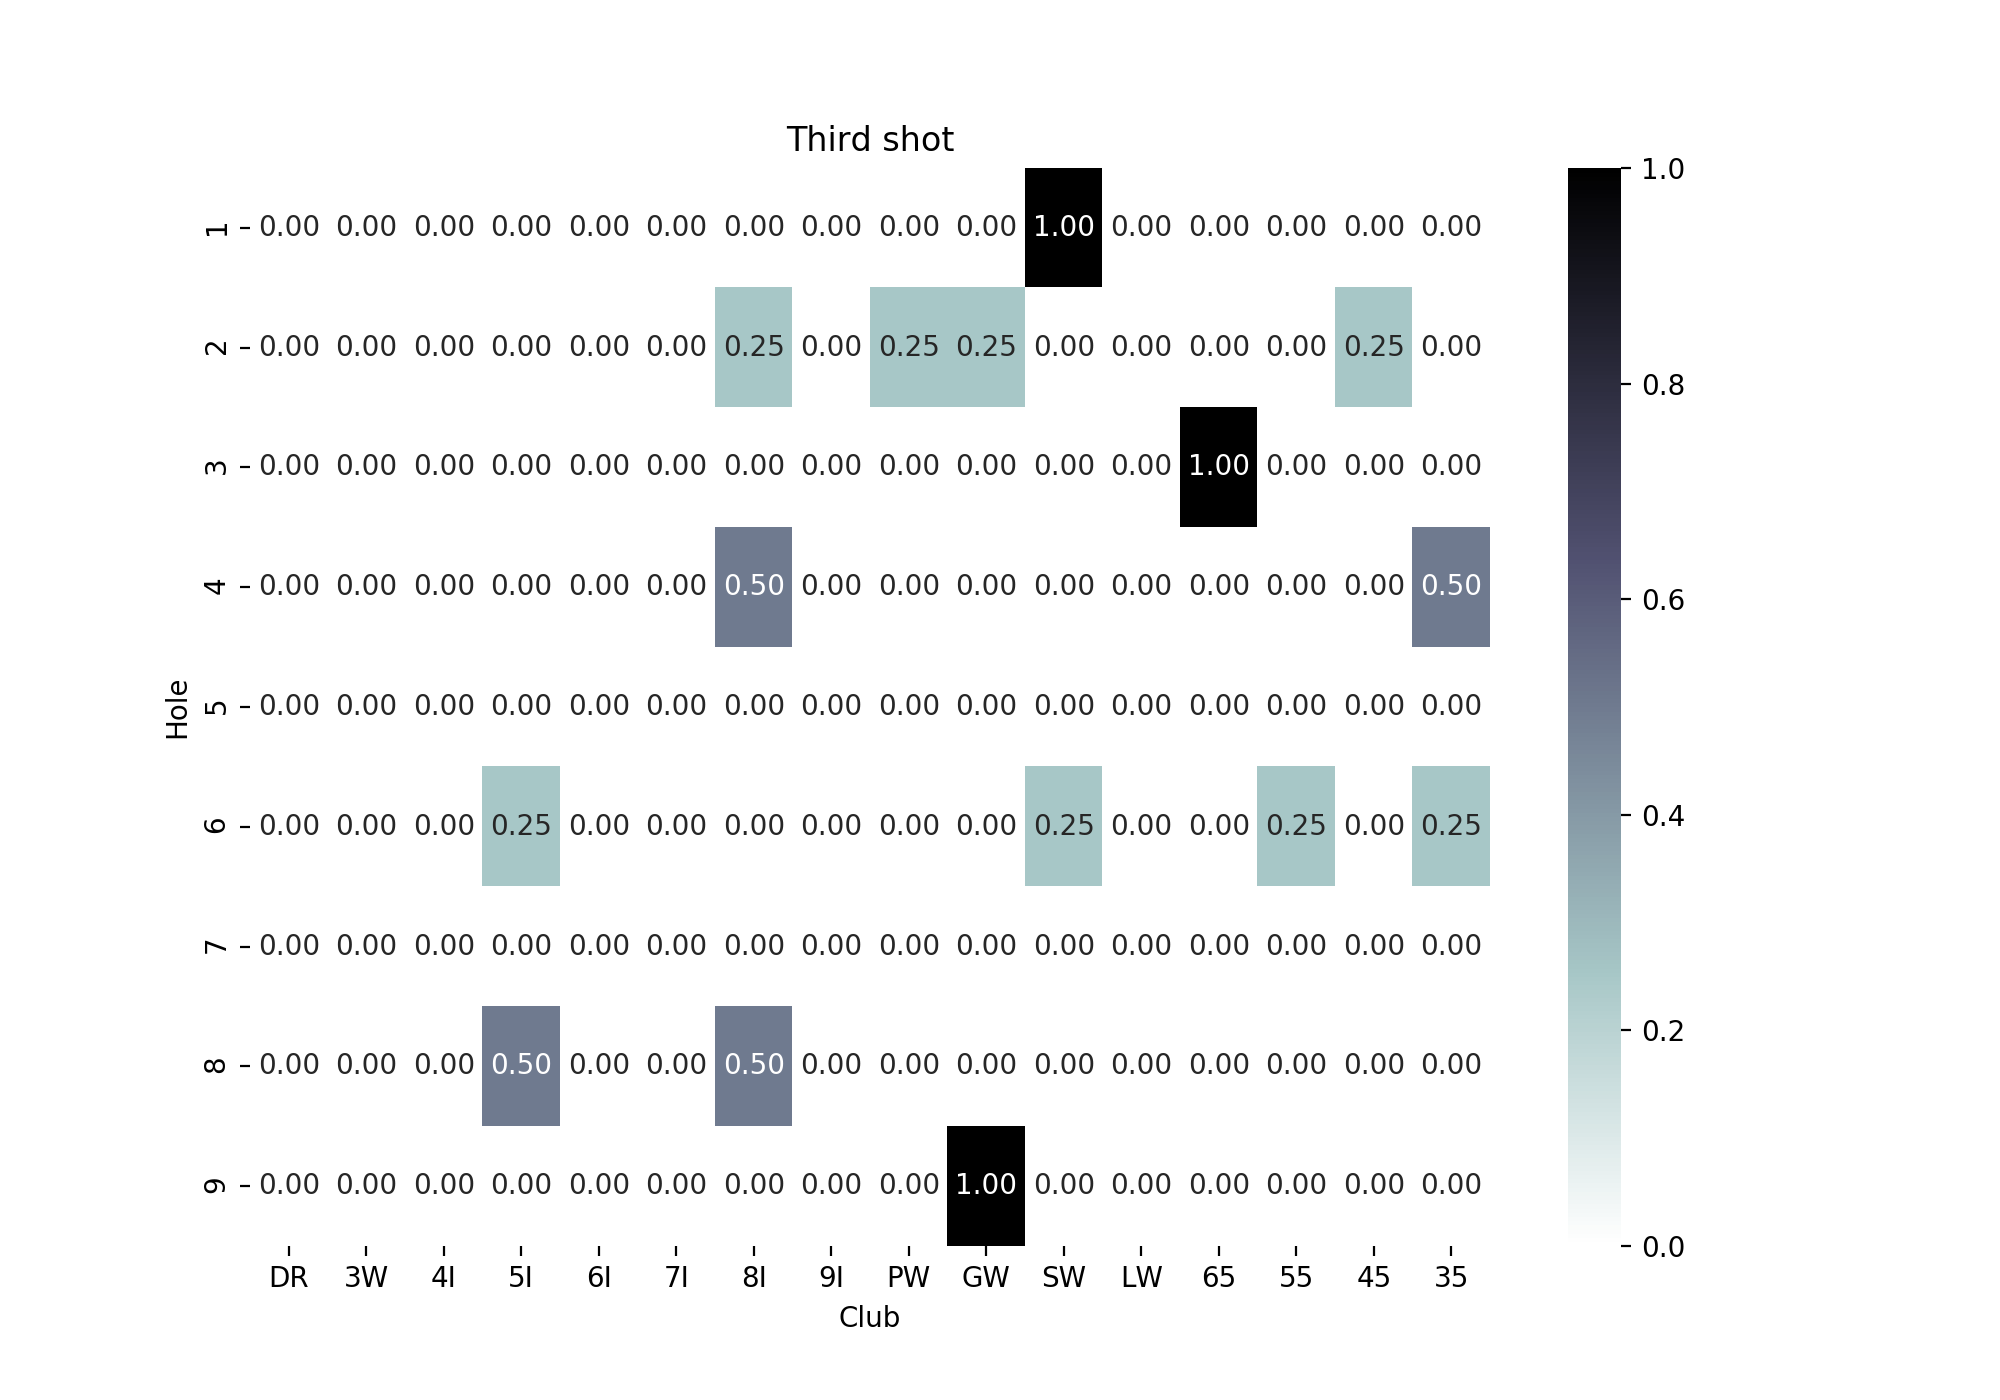 Third shot
1 0.00 0.00 0.00 0.00 0.00 0.00 0.00 0.00 0.00 0.00 1.00 0.00 0.00 0.00 0.00 0.00
2 0.00 0.00 0.00 0.00 0.00 0.00 0.25 0.00 0.25 0.25 0.00 0.00 0.00 0.00 0.25 0.00
3 0.00 0.00 0.00 0.00 0.00 0.00 0.00 0.00 0.00 0.00 0.00 0.00 1.00 0.00 0.00 0.00
4 0.00 0.00 0.00 0.00 0.00 0.00 0.50 0.00 0.00 0.00 0.00 0.00 0.00 0.00 0.00 0.50
5 0.00 0.00 0.00 0.00 0.00 0.00 0.00 0.00 0.00 0.00 0.00 0.00 0.00 0.00 0.00 0.00
6 0.00 0.00 0.00 0.25 0.00 0.00 0.00 0.00 0.00 0.00 0.25 0.00 0.00 0.25 0.00 0.25
7 0.00 0.00 0.00 0.00 0.00 0.00 0.00 0.00 0.00 0.00 0.00 0.00 0.00 0.00 0.00 0.00
8 0.00 0.00 0.00 0.50 0.00 0.00 0.50 0.00 0.00 0.00 0.00 0.00 0.00 0.00 0.00 0.00
9 0.00 0.00 0.00 0.00 0.00 0.00 0.00 0.00 0.00 1.00 0.00 0.00 0.00 0.00 0.00 0.00
DR 3W 4I 5I 6I 7I 8I 9I PW GW SW LW 65 55 45 35
Club
Hole
1.0
0.8
0.6
0.4
0.2
0.0